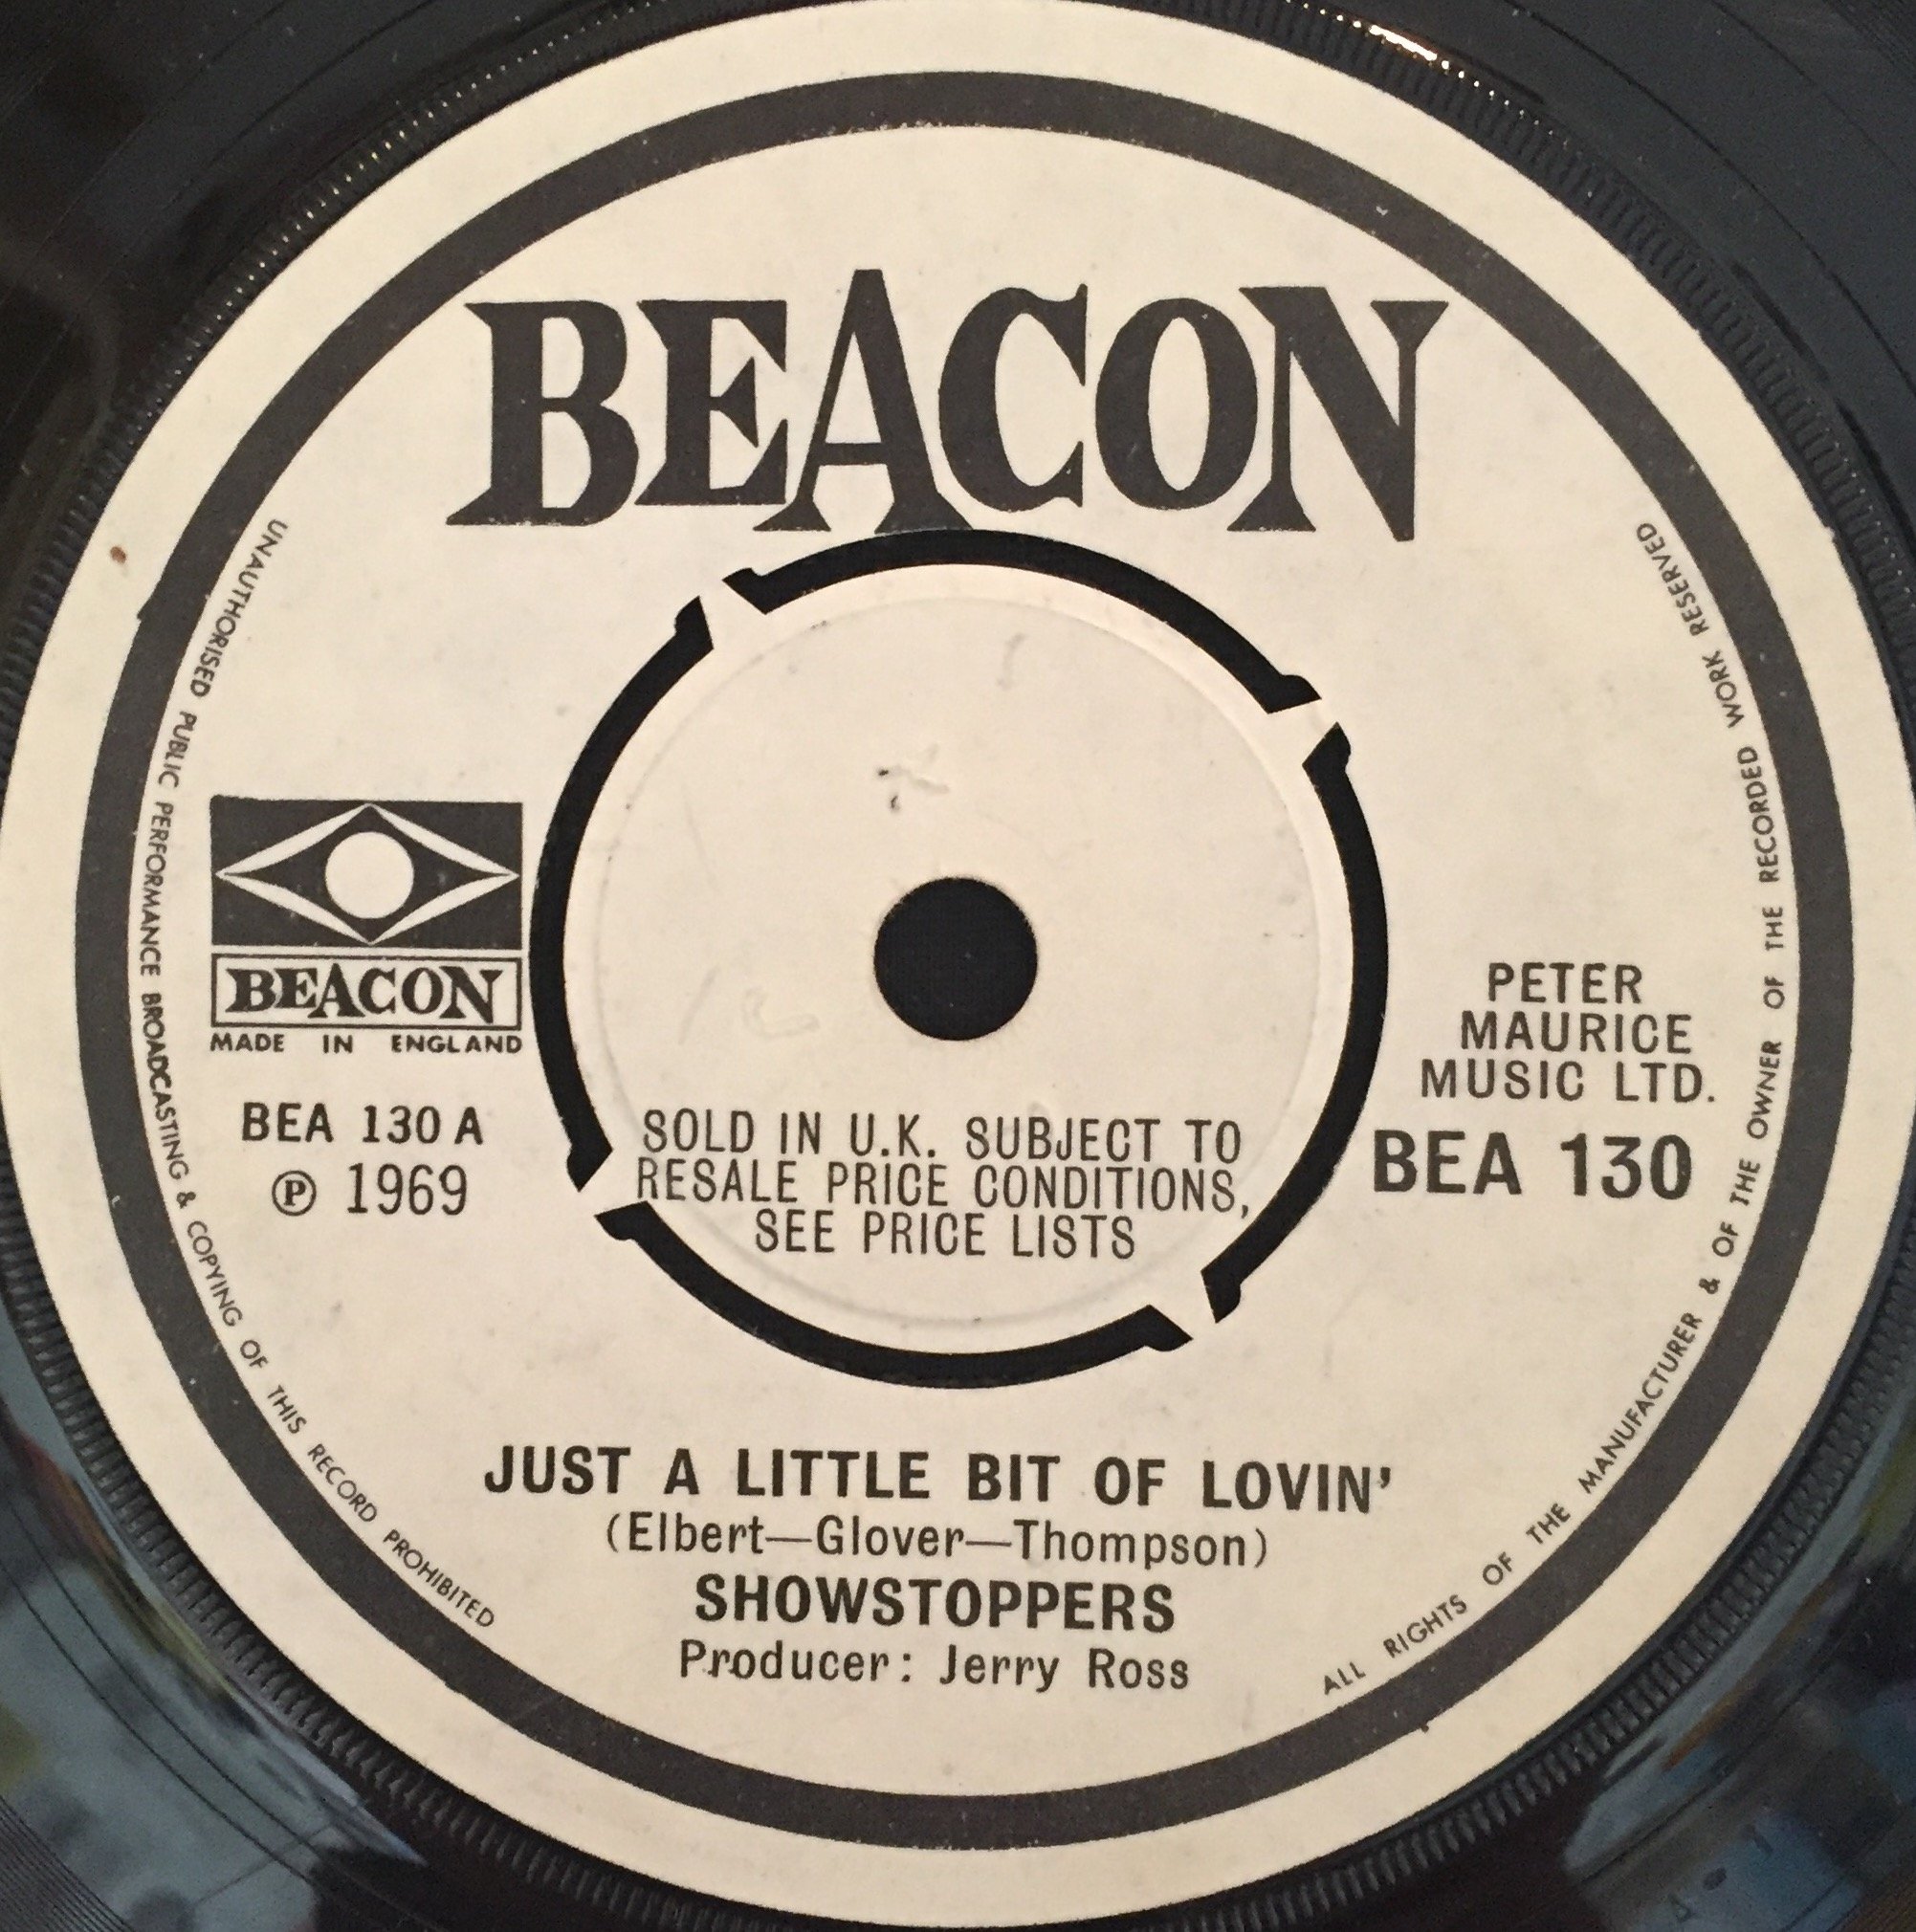 BEACON
UNAUTHORISED PUBLIC PERFORMANCE BROADCASTING & COPYING OF THIS RECORD PROHIBITED
BEACON
MADE IN ENGLAND
BEA 130 A
℗ 1969
SOLD IN U.K. SUBJECT TO
RESALE PRICE CONDITIONS,
SEE PRICE LISTS
PETER
MAURICE
MUSIC LTD.
BEA 130
ALL RIGHTS OF THE MANUFACTURER & OF THE OWNER OF THE RECORDED WORK RESERVED
JUST A LITTLE BIT OF LOVIN'
(Elbert—Glover—Thompson)
SHOWSTOPPERS
Producer: Jerry Ross